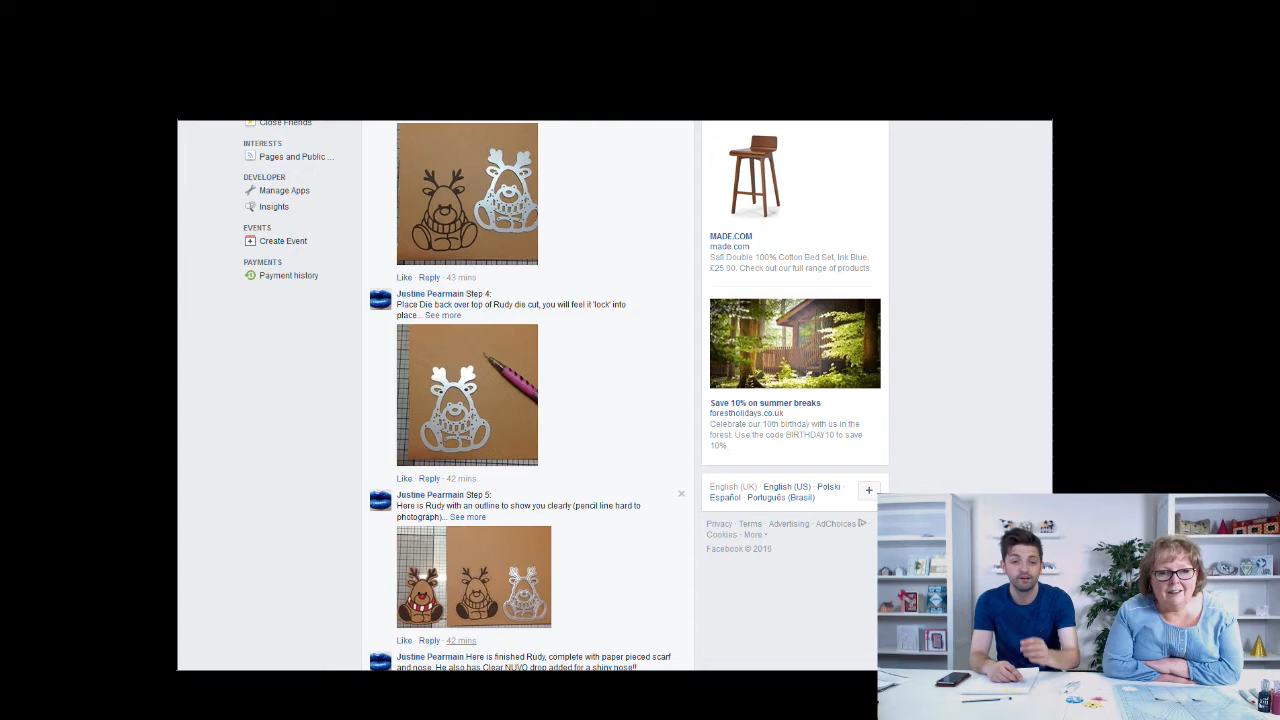 Close Friends
INTERESTS
Pages and Public ...
DEVELOPER
Manage Apps
Insights
EVENTS
Create Event
PAYMENTS
Payment history
Like · Reply · 43 mins
Justine Pearmain Step 4:
Place Die back over top of Rudy die cut, you will feel it 'lock' into
place... See more
Like · Reply · 42 mins
Justine Pearmain Step 5:
Here is Rudy with an outline to show you clearly (pencil line hard to
photograph)... See more
Like · Reply · 42 mins
Justine Pearmain Here is finished Rudy, complete with paper pieced scarf
and nose. He also has Clear NUVO drop added for a shiny nose!!
MADE.COM
made.com
Safi Double 100% Cotton Bed Set, Ink Blue,
£25.00. Check out our full range of products.
Save 10% on summer breaks
forestholidays.co.uk
Celebrate our 10th birthday with us in the
forest. Use the code BIRTHDAY10 to save
10%.
English (UK) · English (US) · Polski ·
Español · Português (Brasil)
Privacy · Terms · Advertising · AdChoices
Cookies · More
Facebook © 2016